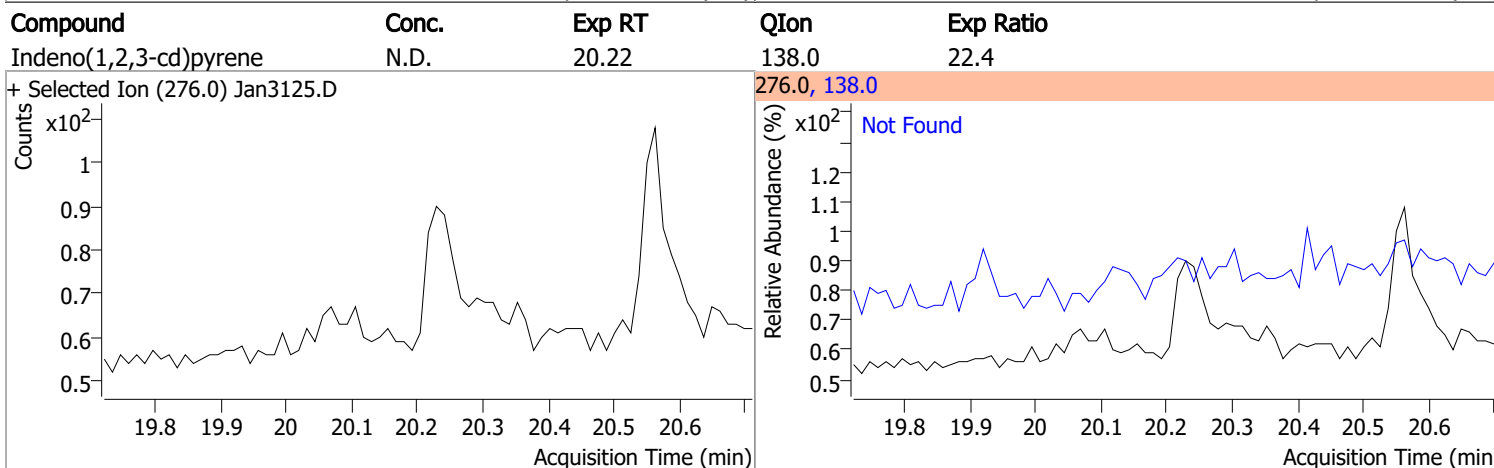 Compound Conc. Exp RT QIon Exp Ratio
Indeno(1,2,3-cd)pyrene N.D. 20.22 138.0 22.4
+ Selected Ion (276.0) Jan3125.D
Counts
x10²
1
0.9
0.8
0.7
0.6
0.5
19.8 19.9 20 20.1 20.2 20.3 20.4 20.5 20.6
Acquisition Time (min)
276.0, 138.0
Relative Abundance (%)
x10²
Not Found
1.2
1.1
1
0.9
0.8
0.7
0.6
0.5
19.8 19.9 20 20.1 20.2 20.3 20.4 20.5 20.6
Acquisition Time (min)